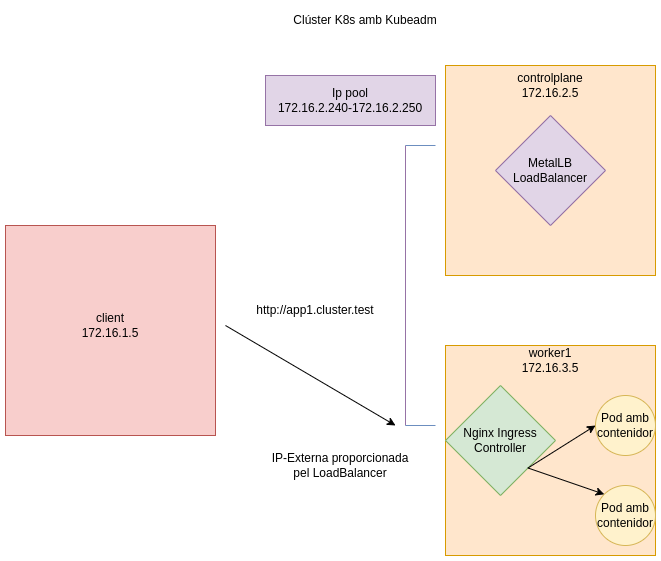 Clúster K8s amb Kubeadm
Ip pool
172.16.2.240-172.16.2.250
controlplane
172.16.2.5
MetalLB
LoadBalancer
client
172.16.1.5
http://app1.cluster.test
IP-Externa proporcionada
pel LoadBalancer
worker1
172.16.3.5
Nginx Ingress
Controller
Pod amb
contenidor
Pod amb
contenidor